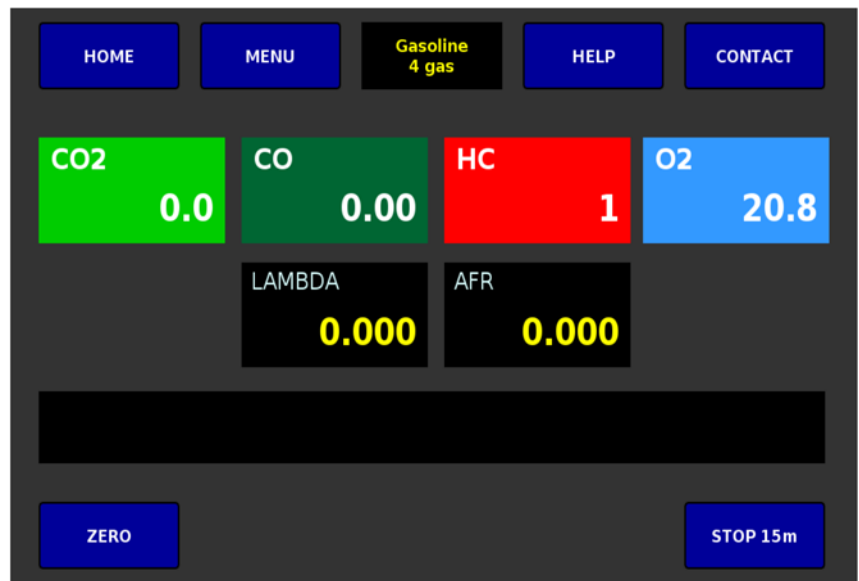 HOME
MENU
Gasoline
4 gas
HELP
CONTACT
CO2
0.0
CO
0.00
HC
1
O2
20.8
LAMBDA
0.000
AFR
0.000
ZERO
STOP 15m